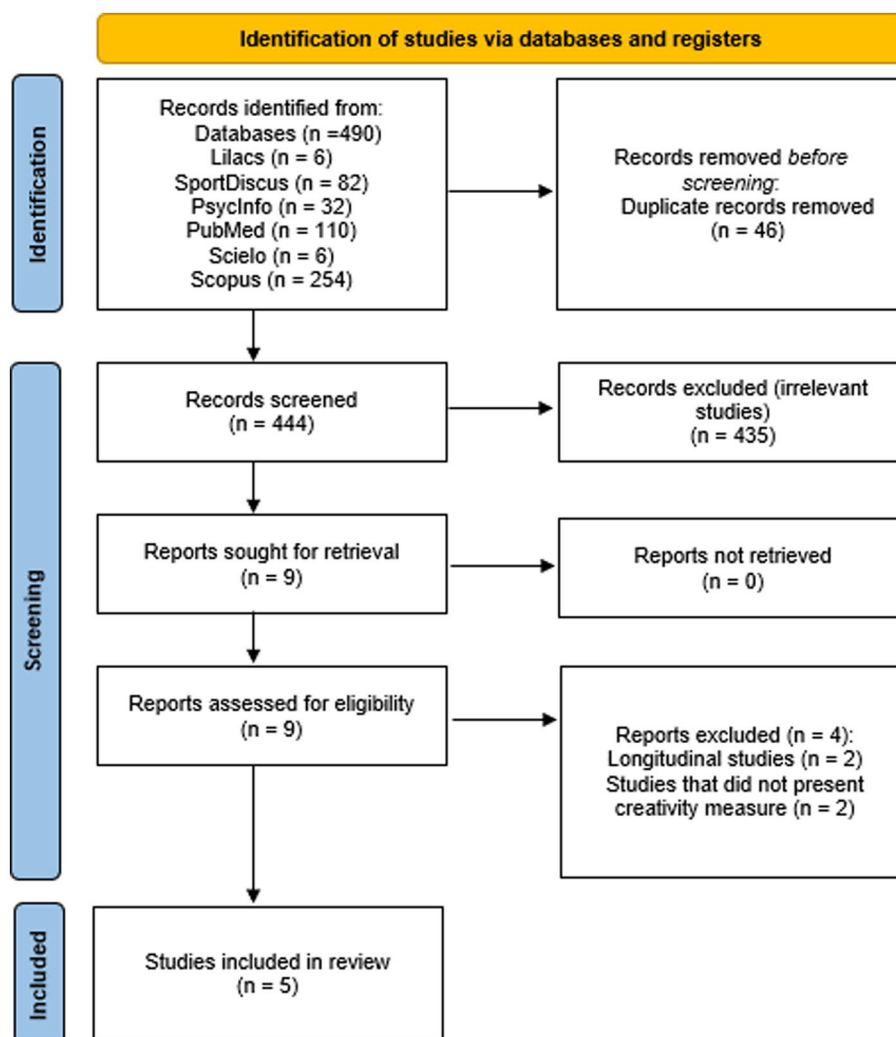 Identification of studies via databases and registers
Identification
Records identified from:
Databases (n =490)
Lilacs (n = 6)
SportDiscus (n = 82)
PsycInfo (n = 32)
PubMed (n = 110)
Scielo (n = 6)
Scopus (n = 254)
Records removed before
screening:
Duplicate records removed
(n = 46)
Screening
Records screened
(n = 444)
Records excluded (irrelevant
studies)
(n = 435)
Reports sought for retrieval
(n = 9)
Reports not retrieved
(n = 0)
Reports assessed for eligibility
(n = 9)
Reports excluded (n = 4):
Longitudinal studies (n = 2)
Studies that did not present
creativity measure (n = 2)
Included
Studies included in review
(n = 5)